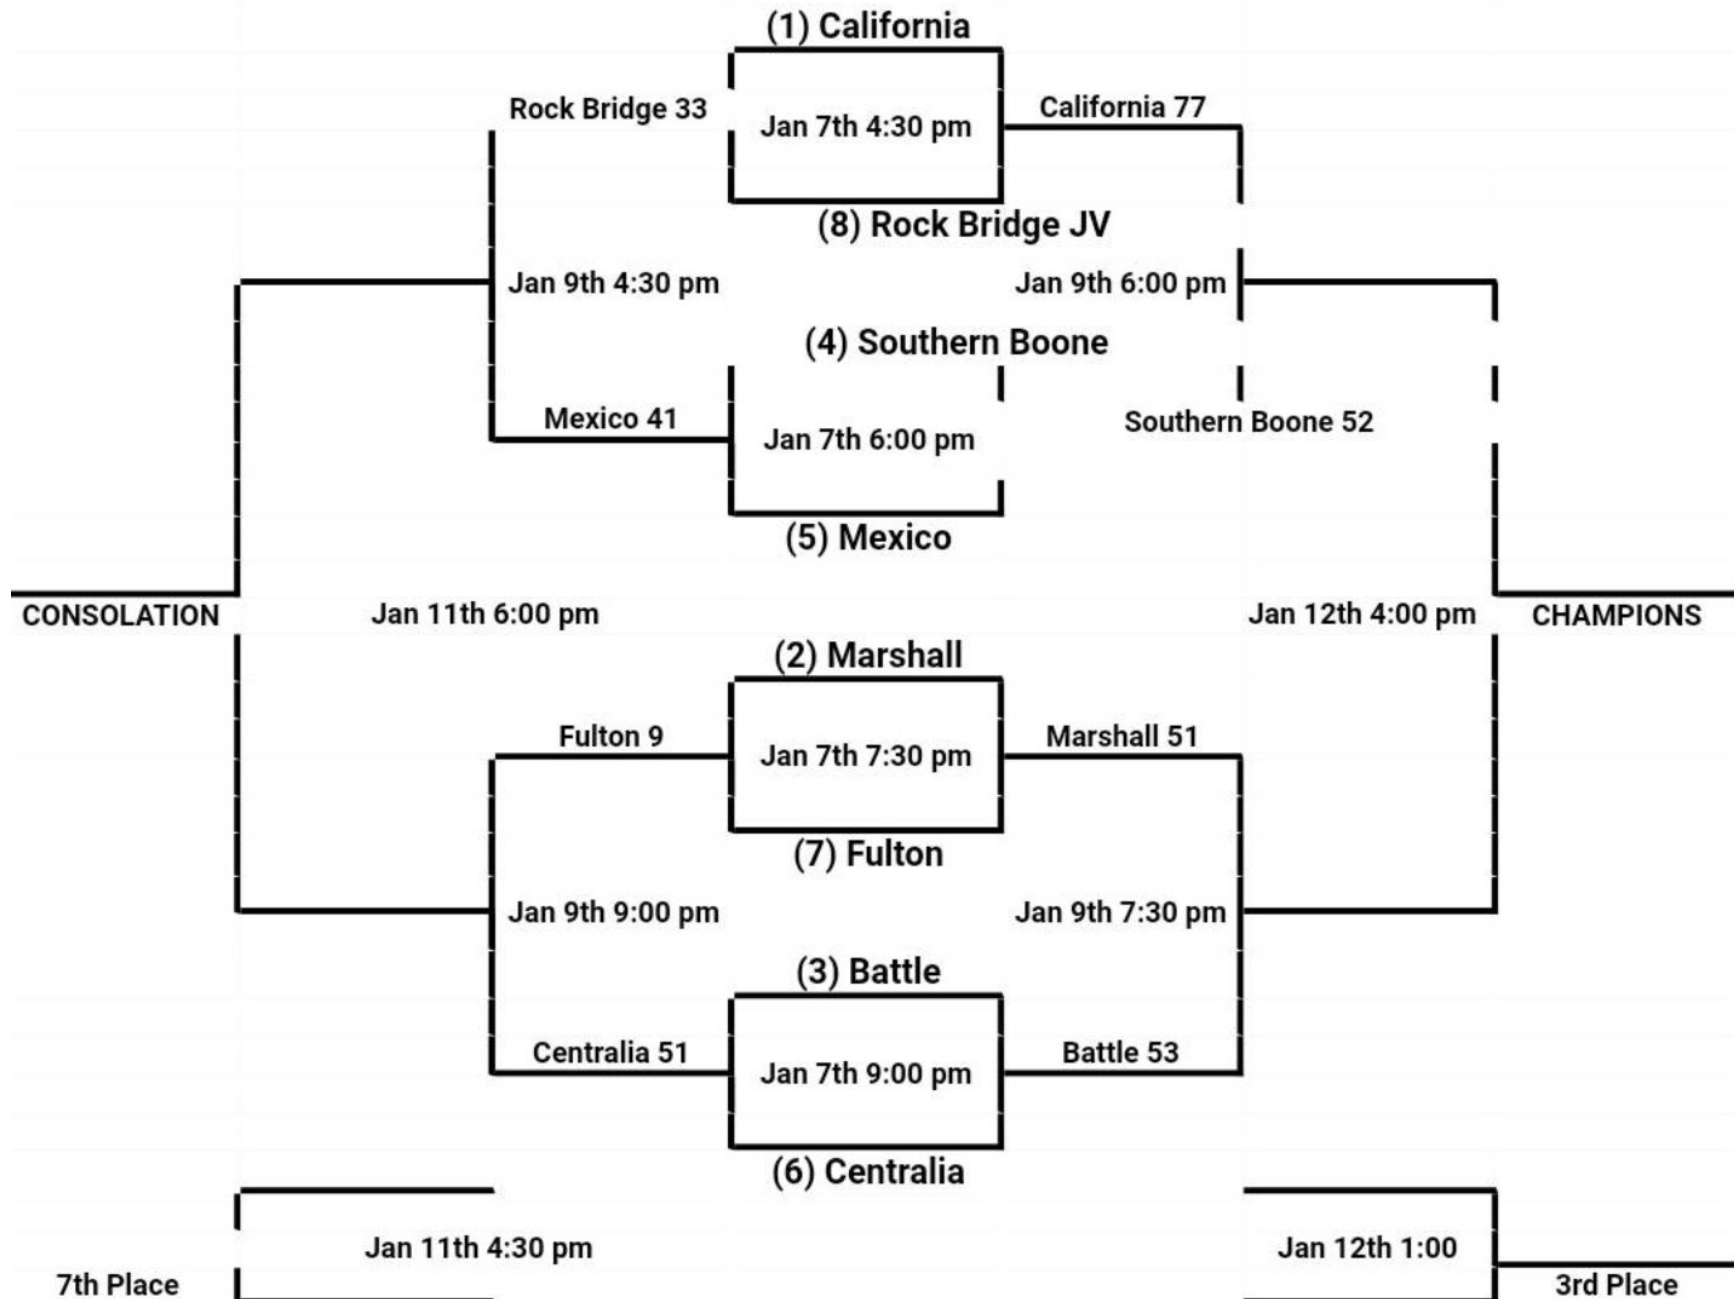 (1) California
Rock Bridge 33
Jan 7th 4:30 pm
California 77
(8) Rock Bridge JV
Jan 9th 4:30 pm
Jan 9th 6:00 pm
(4) Southern Boone
Mexico 41
Jan 7th 6:00 pm
Southern Boone 52
(5) Mexico
CONSOLATION
Jan 11th 6:00 pm
Jan 12th 4:00 pm
CHAMPIONS
(2) Marshall
Fulton 9
Jan 7th 7:30 pm
Marshall 51
(7) Fulton
Jan 9th 9:00 pm
Jan 9th 7:30 pm
(3) Battle
Centralia 51
Jan 7th 9:00 pm
Battle 53
(6) Centralia
Jan 11th 4:30 pm
Jan 12th 1:00
7th Place
3rd Place